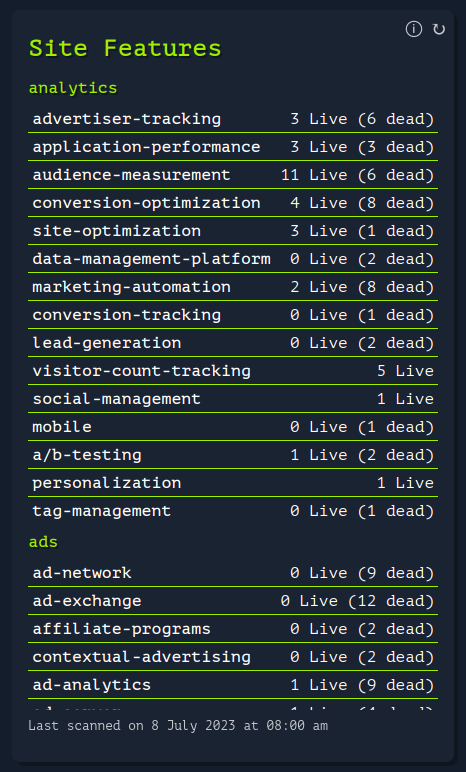 Site Features
analytics
advertiser-tracking 3 Live (6 dead)
application-performance 3 Live (3 dead)
audience-measurement 11 Live (6 dead)
conversion-optimization 4 Live (8 dead)
site-optimization 3 Live (1 dead)
data-management-platform 0 Live (2 dead)
marketing-automation 2 Live (8 dead)
conversion-tracking 0 Live (1 dead)
lead-generation 0 Live (2 dead)
visitor-count-tracking 5 Live
social-management 1 Live
mobile 0 Live (1 dead)
a/b-testing 1 Live (2 dead)
personalization 1 Live
tag-management 0 Live (1 dead)
ads
ad-network 0 Live (9 dead)
ad-exchange 0 Live (12 dead)
affiliate-programs 0 Live (2 dead)
contextual-advertising 0 Live (2 dead)
ad-analytics 1 Live (9 dead)
Last scanned on 8 July 2023 at 08:00 am